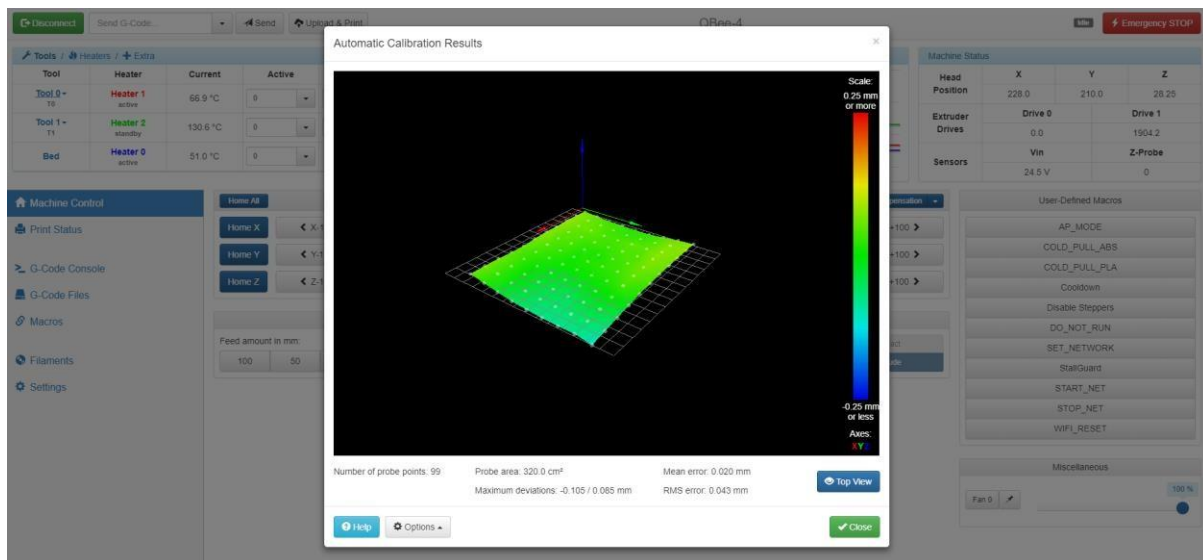 Disconnect Send G-Code... Send Upload & Print QBee-4 Idle Emergency STOP
Tools / Heaters / + Extra
Tool Heater Current Active
Tool 0 Heater 1 66.9 °C 0
T0 active
Tool 1 Heater 2 130.6 °C 0
T1 standby
Bed Heater 0 51.0 °C 0
active
Machine Status
Head Position X Y Z
228.0 210.0 28.25
Extruder Drives Drive 0 Drive 1
0.0 1904.2
Sensors Vin Z-Probe
24.5 V 0
Machine Control
Print Status
G-Code Console
G-Code Files
Macros
Filaments
Settings
Home All
Home X
Home Y
Home Z
+100
+100
+100
Feed amount in mm:
100 50
Automatic Calibration Results ×
Scale:
0.25 mm
or more
-0.25 mm
or less
Axes:
X Y Z
Number of probe points: 99 Probe area: 320.0 cm² Mean error: 0.020 mm
Maximum deviations: -0.105 / 0.085 mm RMS error: 0.043 mm
Top View
Help Options Close
User-Defined Macros
AP_MODE
COLD_PULL_ABS
COLD_PULL_PLA
Cooldown
Disable Steppers
DO_NOT_RUN
SET_NETWORK
StallGuard
START_NET
STOP_NET
WIFI_RESET
Miscellaneous
Fan 0 100 %